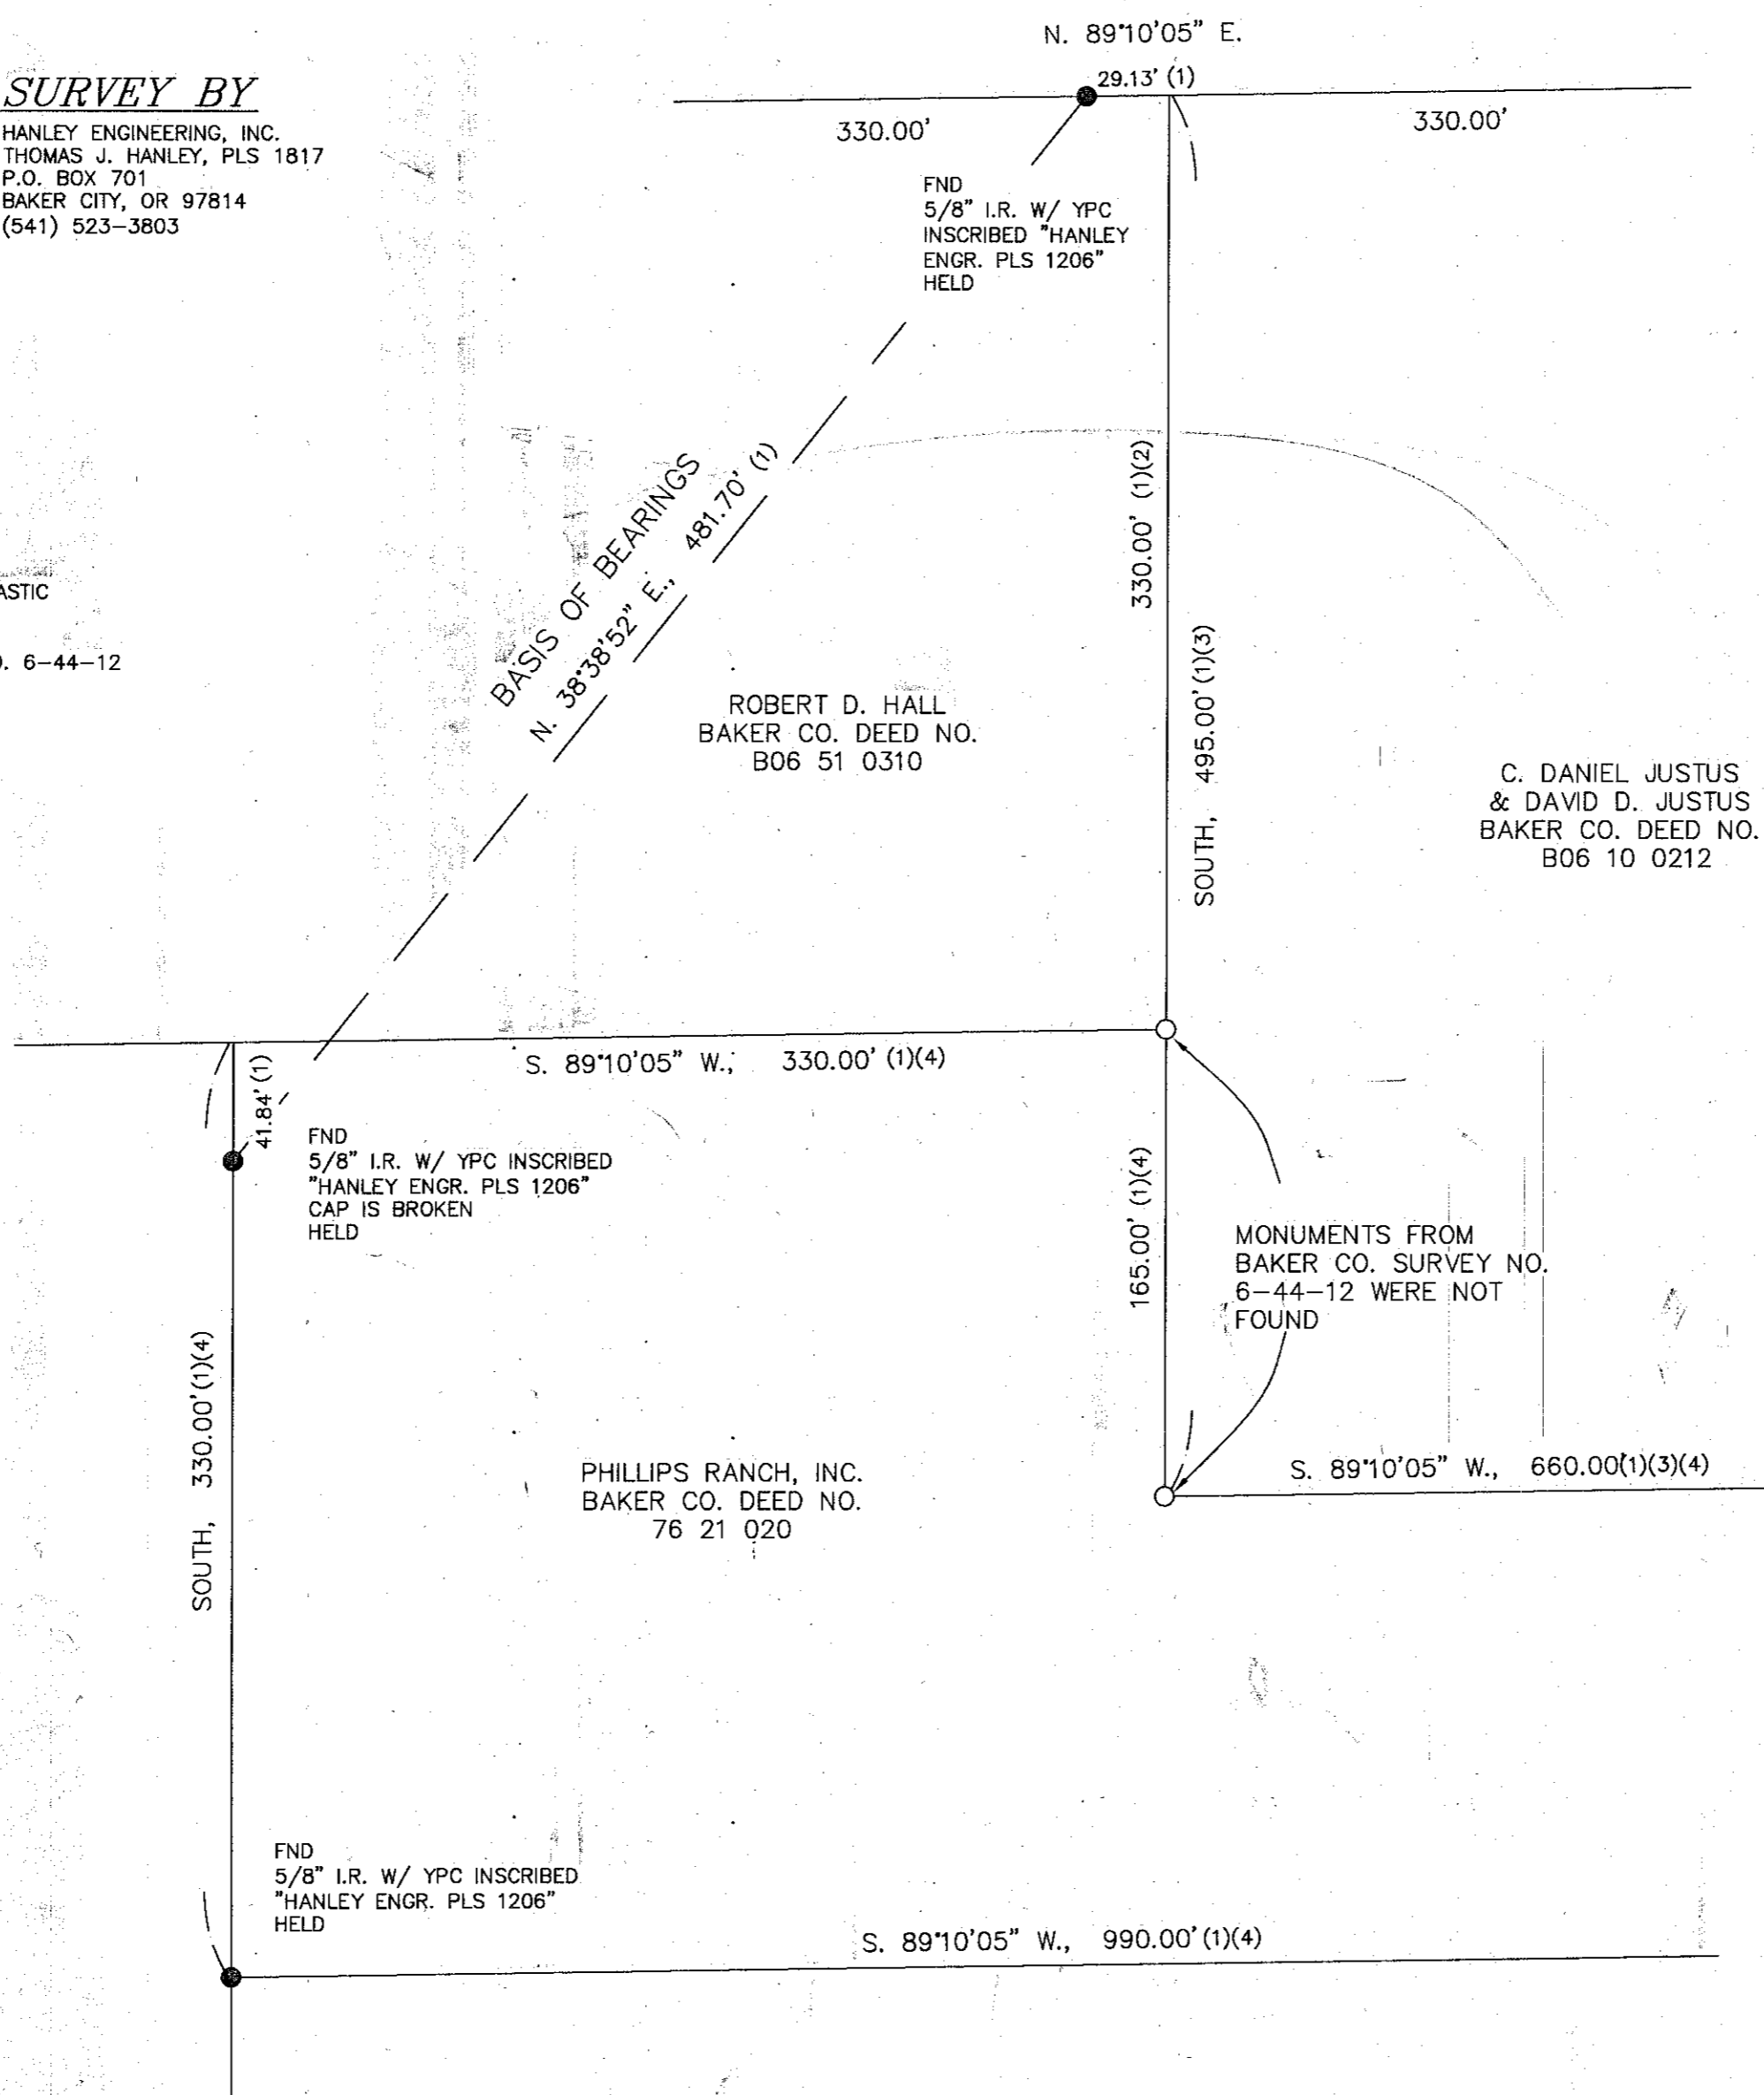 SURVEY BY
HANLEY ENGINEERING, INC.
THOMAS J. HANLEY, PLS 1817
P.O. BOX 701
BAKER CITY, OR 97814
(541) 523-3803
N. 89°10'05" E.
29.13' (1)
330.00'
330.00'
FND
5/8" I.R. W/ YPC
INSCRIBED "HANLEY
ENGR. PLS 1206"
HELD
BASIS OF BEARINGS
N. 38°38'52" E., 481.70' (1)
330.00' (1)(2)
SOUTH, 495.00' (1)(3)
ASTIC
. 6-44-12
ROBERT D. HALL
BAKER CO. DEED NO.
B06 51 0310
C. DANIEL JUSTUS
& DAVID D. JUSTUS
BAKER CO. DEED NO.
B06 10 0212
S. 89°10'05" W., 330.00' (1)(4)
41.84' (1)
FND
5/8" I.R. W/ YPC INSCRIBED
"HANLEY ENGR. PLS 1206"
CAP IS BROKEN
HELD
165.00' (1)(4)
MONUMENTS FROM
BAKER CO. SURVEY NO.
6-44-12 WERE NOT
FOUND
SOUTH, 330.00' (1)(4)
PHILLIPS RANCH, INC.
BAKER CO. DEED NO.
76 21 020
S. 89°10'05" W., 660.00(1)(3)(4)
FND
5/8" I.R. W/ YPC INSCRIBED
"HANLEY ENGR. PLS 1206"
HELD
S. 89°10'05" W., 990.00' (1)(4)